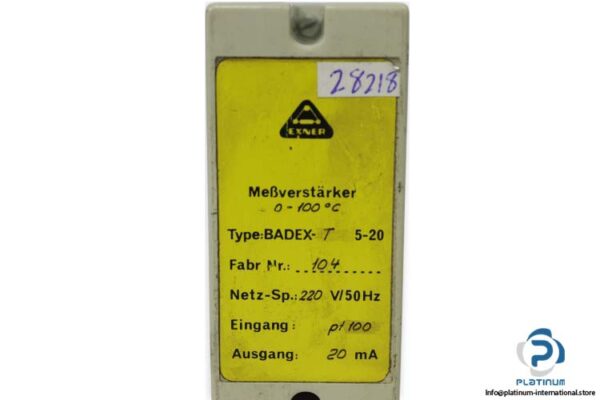 28218
EXNER
Meßverstärker
0-100°C
Type:BADEX-T 5-20
Fabr Nr.: 104
Netz-Sp.:220 V/50Hz
Eingang: pt 100
Ausgang: 20 mA
PLATINUM
Info@platinum-international.store